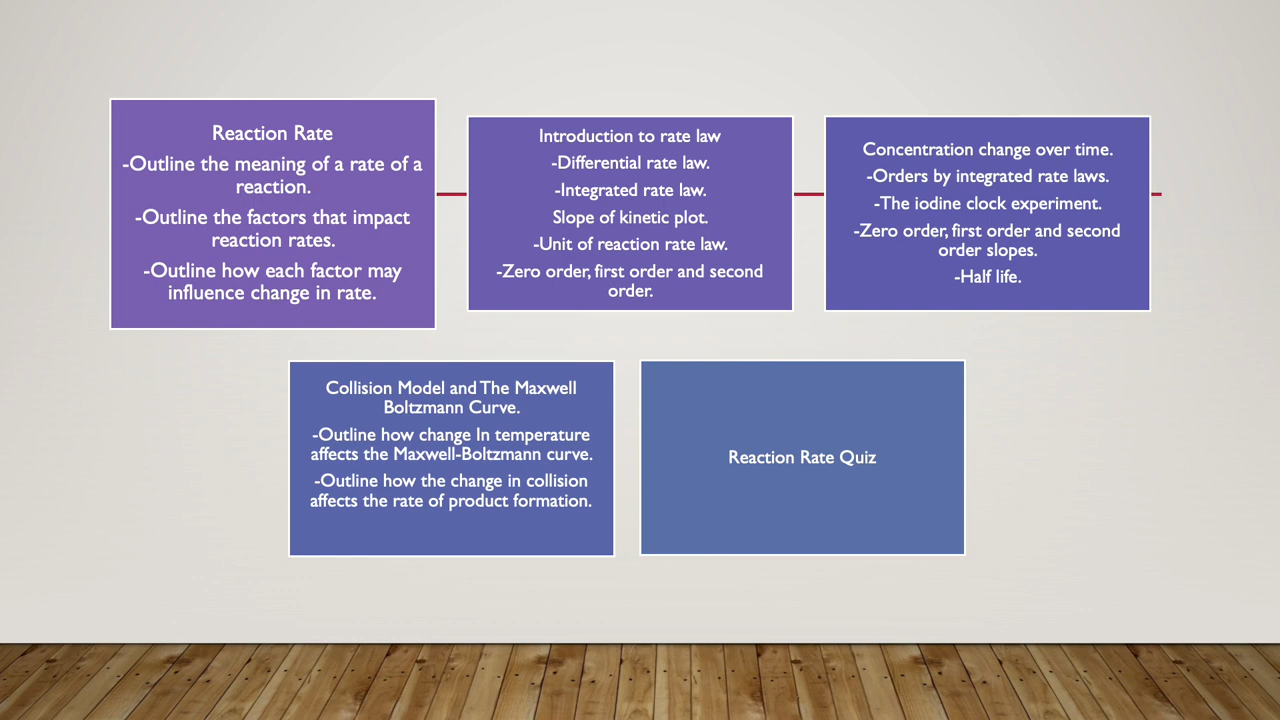 Reaction Rate
-Outline the meaning of a rate of a
reaction.
-Outline the factors that impact
reaction rates.
-Outline how each factor may
influence change in rate.
Introduction to rate law
-Differential rate law.
-Integrated rate law.
Slope of kinetic plot.
-Unit of reaction rate law.
-Zero order, first order and second
order.
Concentration change over time.
-Orders by integrated rate laws.
-The iodine clock experiment.
-Zero order, first order and second
order slopes.
-Half life.
Collision Model and The Maxwell
Boltzmann Curve.
-Outline how change In temperature
affects the Maxwell-Boltzmann curve.
-Outline how the change in collision
affects the rate of product formation.
Reaction Rate Quiz